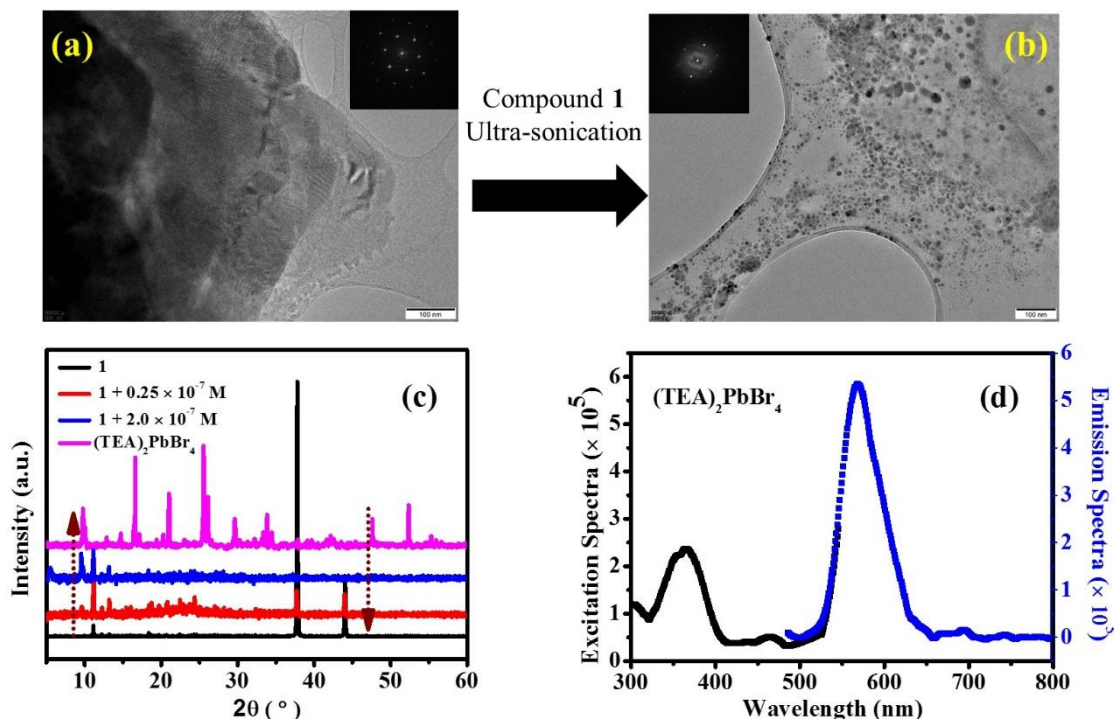 (a)
Compound 1
Ultra-sonication
(b)
100 nm
100 nm
1
1 + 0.25 × 10⁻⁷ M
1 + 2.0 × 10⁻⁷ M
(TEA)₂PbBr₄
(c)
Intensity (a.u.)
10 20 30 40 50 60
2θ ( ° )
(TEA)₂PbBr₄
(d)
Excitation Spectra (× 10⁵)
6
5
4
3
2
1
0
Emission Spectra (× 10⁵)
6
5
4
3
2
1
0
300 400 500 600 700 800
Wavelength (nm)